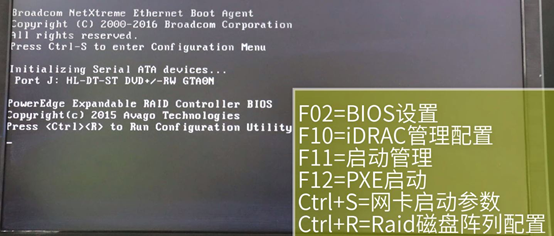 Broadcom NetXtreme Ethernet Boot Agent
Copyright (C) 2000-2016 Broadcom Corporation
All rights reserved.
Press Ctrl-S to enter Configuration Menu
Initializing Serial ATA devices...
Port J: HL-DT-ST DVD+/-RW GTA0N
PowerEdge Expandable RAID Controller BIOS
Copyright(c) 2015 Avago Technologies
Press <Ctrl><R> to Run Configuration Utility
F02=BIOS设置
F10=iDRAC管理配置
F11=启动管理
F12=PXE启动
Ctrl+S=网卡启动参数
Ctrl+R=Raid磁盘阵列配置